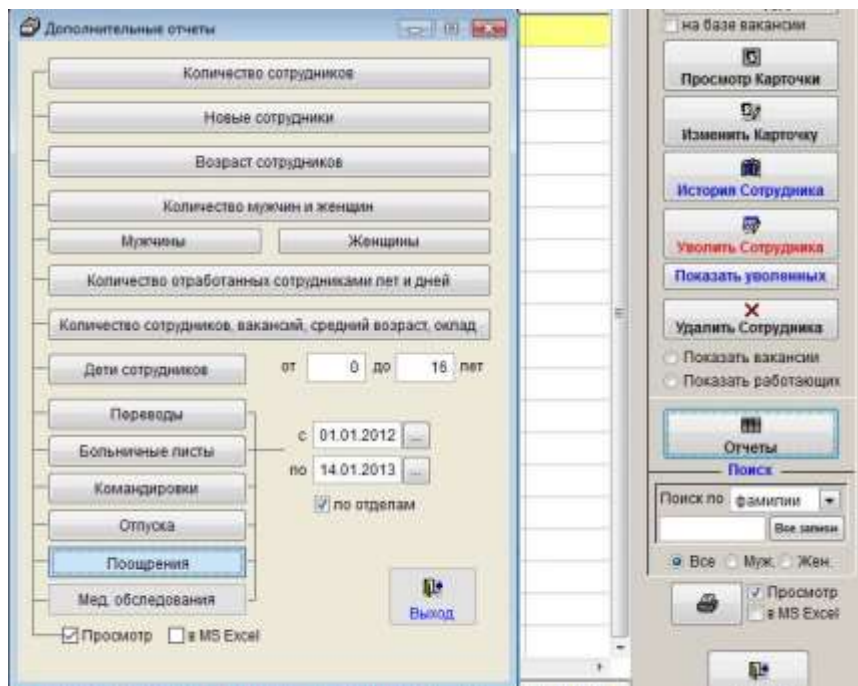 Дополнительные отчеты
Количество сотрудников
Новые сотрудники
Возраст сотрудников
Количество мужчин и женщин
Мужчины
Женщины
Количество отработанных сотрудниками лет и дней
Количество сотрудников, вакансий, средний возраст, оклад
Дети сотрудников
от 0 до 16 лет
Переводы
Больничные листы
Командировки
Отпуска
Поощрения
Мед. обследования
с 01.01.2012 ...
по 14.01.2013 ...
по отделам
Выход
Просмотр
в MS Excel
на базе вакансии
Просмотр Карточки
Изменить Карточку
История Сотрудника
Уволить Сотрудника
Показать уволенных
Удалить Сотрудника
Показать вакансии
Показать работающих
Отчеты
Поиск
Поиск по фамилии
Все записи
Все Муж. Жен.
Просмотр
в MS Excel